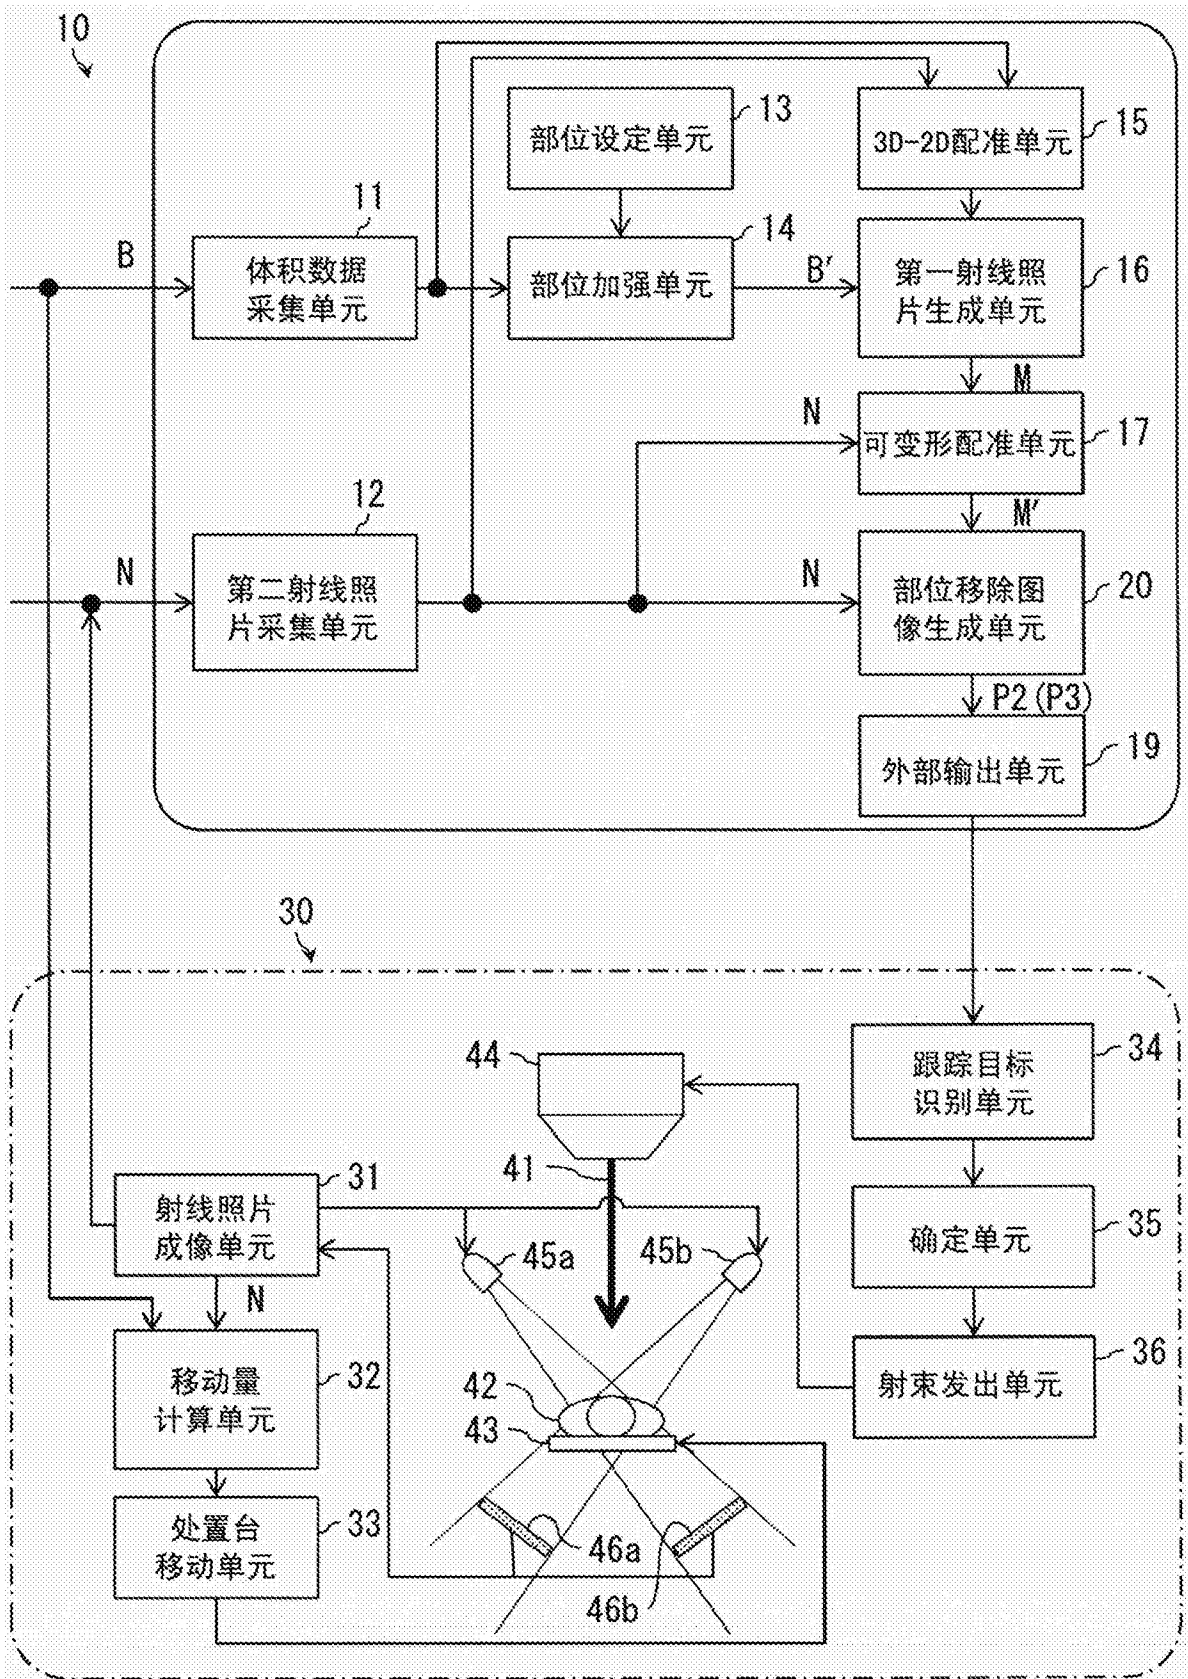 10
13
部位设定单元
15
3D-2D配准单元
11
体积数据
采集单元
B
14
部位加强单元
B'
16
第一射线照
片生成单元
M
N
17
可变形配准单元
M'
12
第二射线照
片采集单元
N
N
20
部位移除图
像生成单元
P2(P3)
19
外部输出单元
30
34
跟踪目标
识别单元
44
41
31
射线照片
成像单元
N
45a
45b
35
确定单元
36
射束发出单元
32
移动量
计算单元
42
43
33
处置台
移动单元
46a
46b